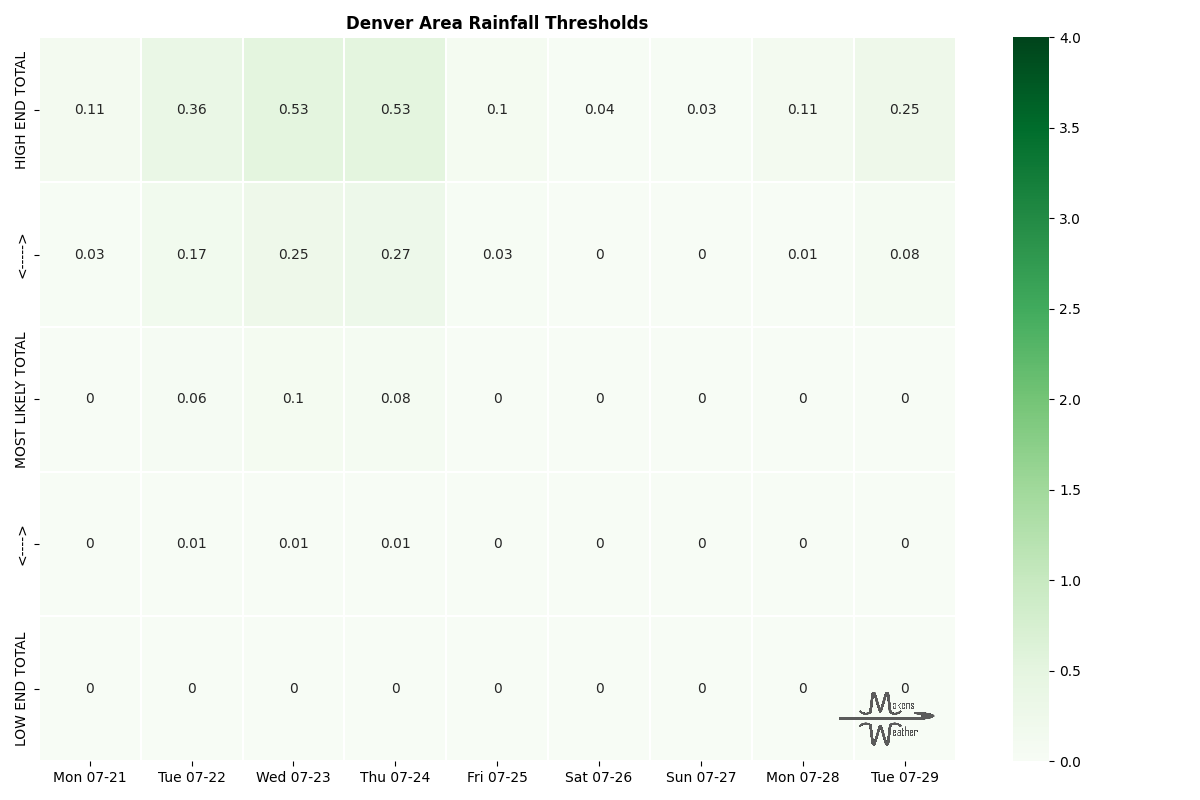 Denver Area Rainfall Thresholds
HIGH END TOTAL
0.11 0.36 0.53 0.53 0.1 0.04 0.03 0.11 0.25
<----->
0.03 0.17 0.25 0.27 0.03 0 0 0.01 0.08
MOST LIKELY TOTAL
0 0.06 0.1 0.08 0 0 0 0 0
<---->
0 0.01 0.01 0.01 0 0 0 0 0
LOW END TOTAL
0 0 0 0 0 0 0 0 0
Makens
Weather
Mon 07-21 Tue 07-22 Wed 07-23 Thu 07-24 Fri 07-25 Sat 07-26 Sun 07-27 Mon 07-28 Tue 07-29
4.0
3.5
3.0
2.5
2.0
1.5
1.0
0.5
0.0